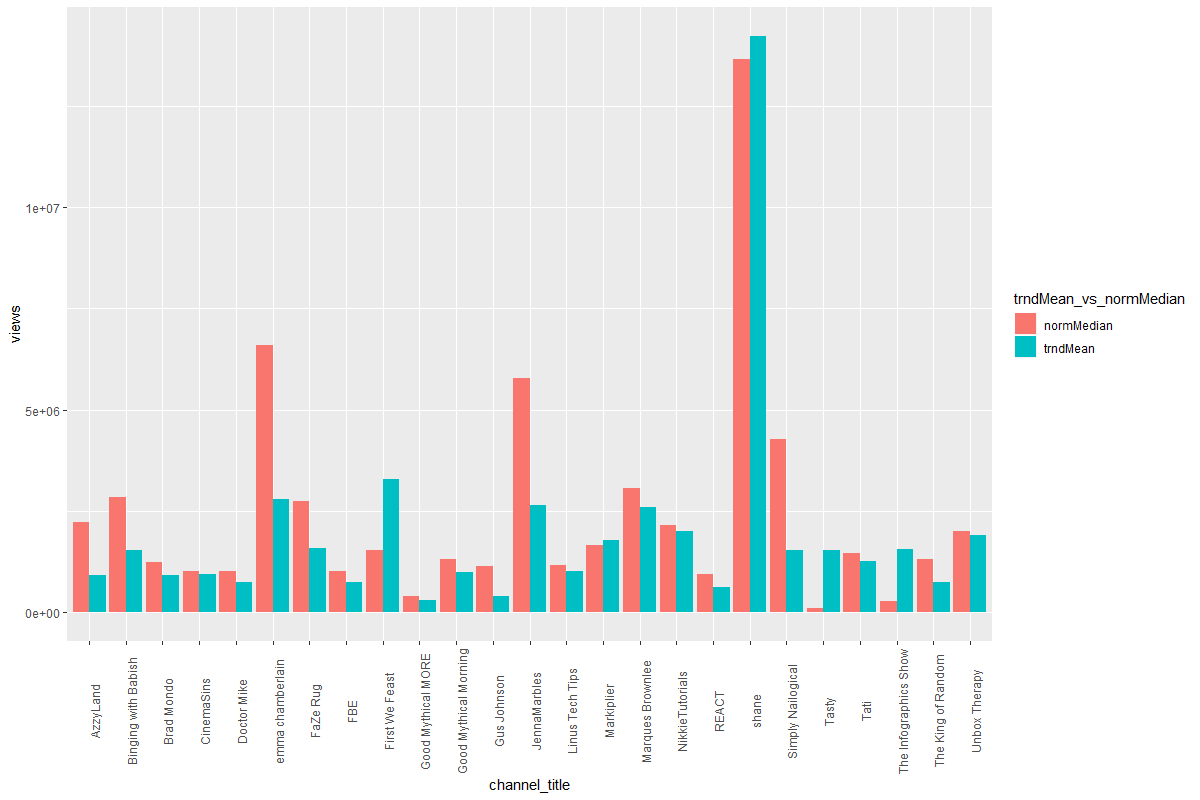 views
1e+07
5e+06
0e+00
AzzyLand
Binging with Babish
Brad Mondo
CinemaSins
Doctor Mike
emma chamberlain
FaZe Rug
FBE
First We Feast
Good Mythical MORE
Good Mythical Morning
Gus Johnson
JennaMarbles
Linus Tech Tips
Markiplier
Marques Brownlee
NikkieTutorials
REACT
shane
Simply Nailogical
Tasty
Tati
The Infographics Show
The King of Random
Unbox Therapy
channel_title
trndMean_vs_normMedian
normMedian
trndMean